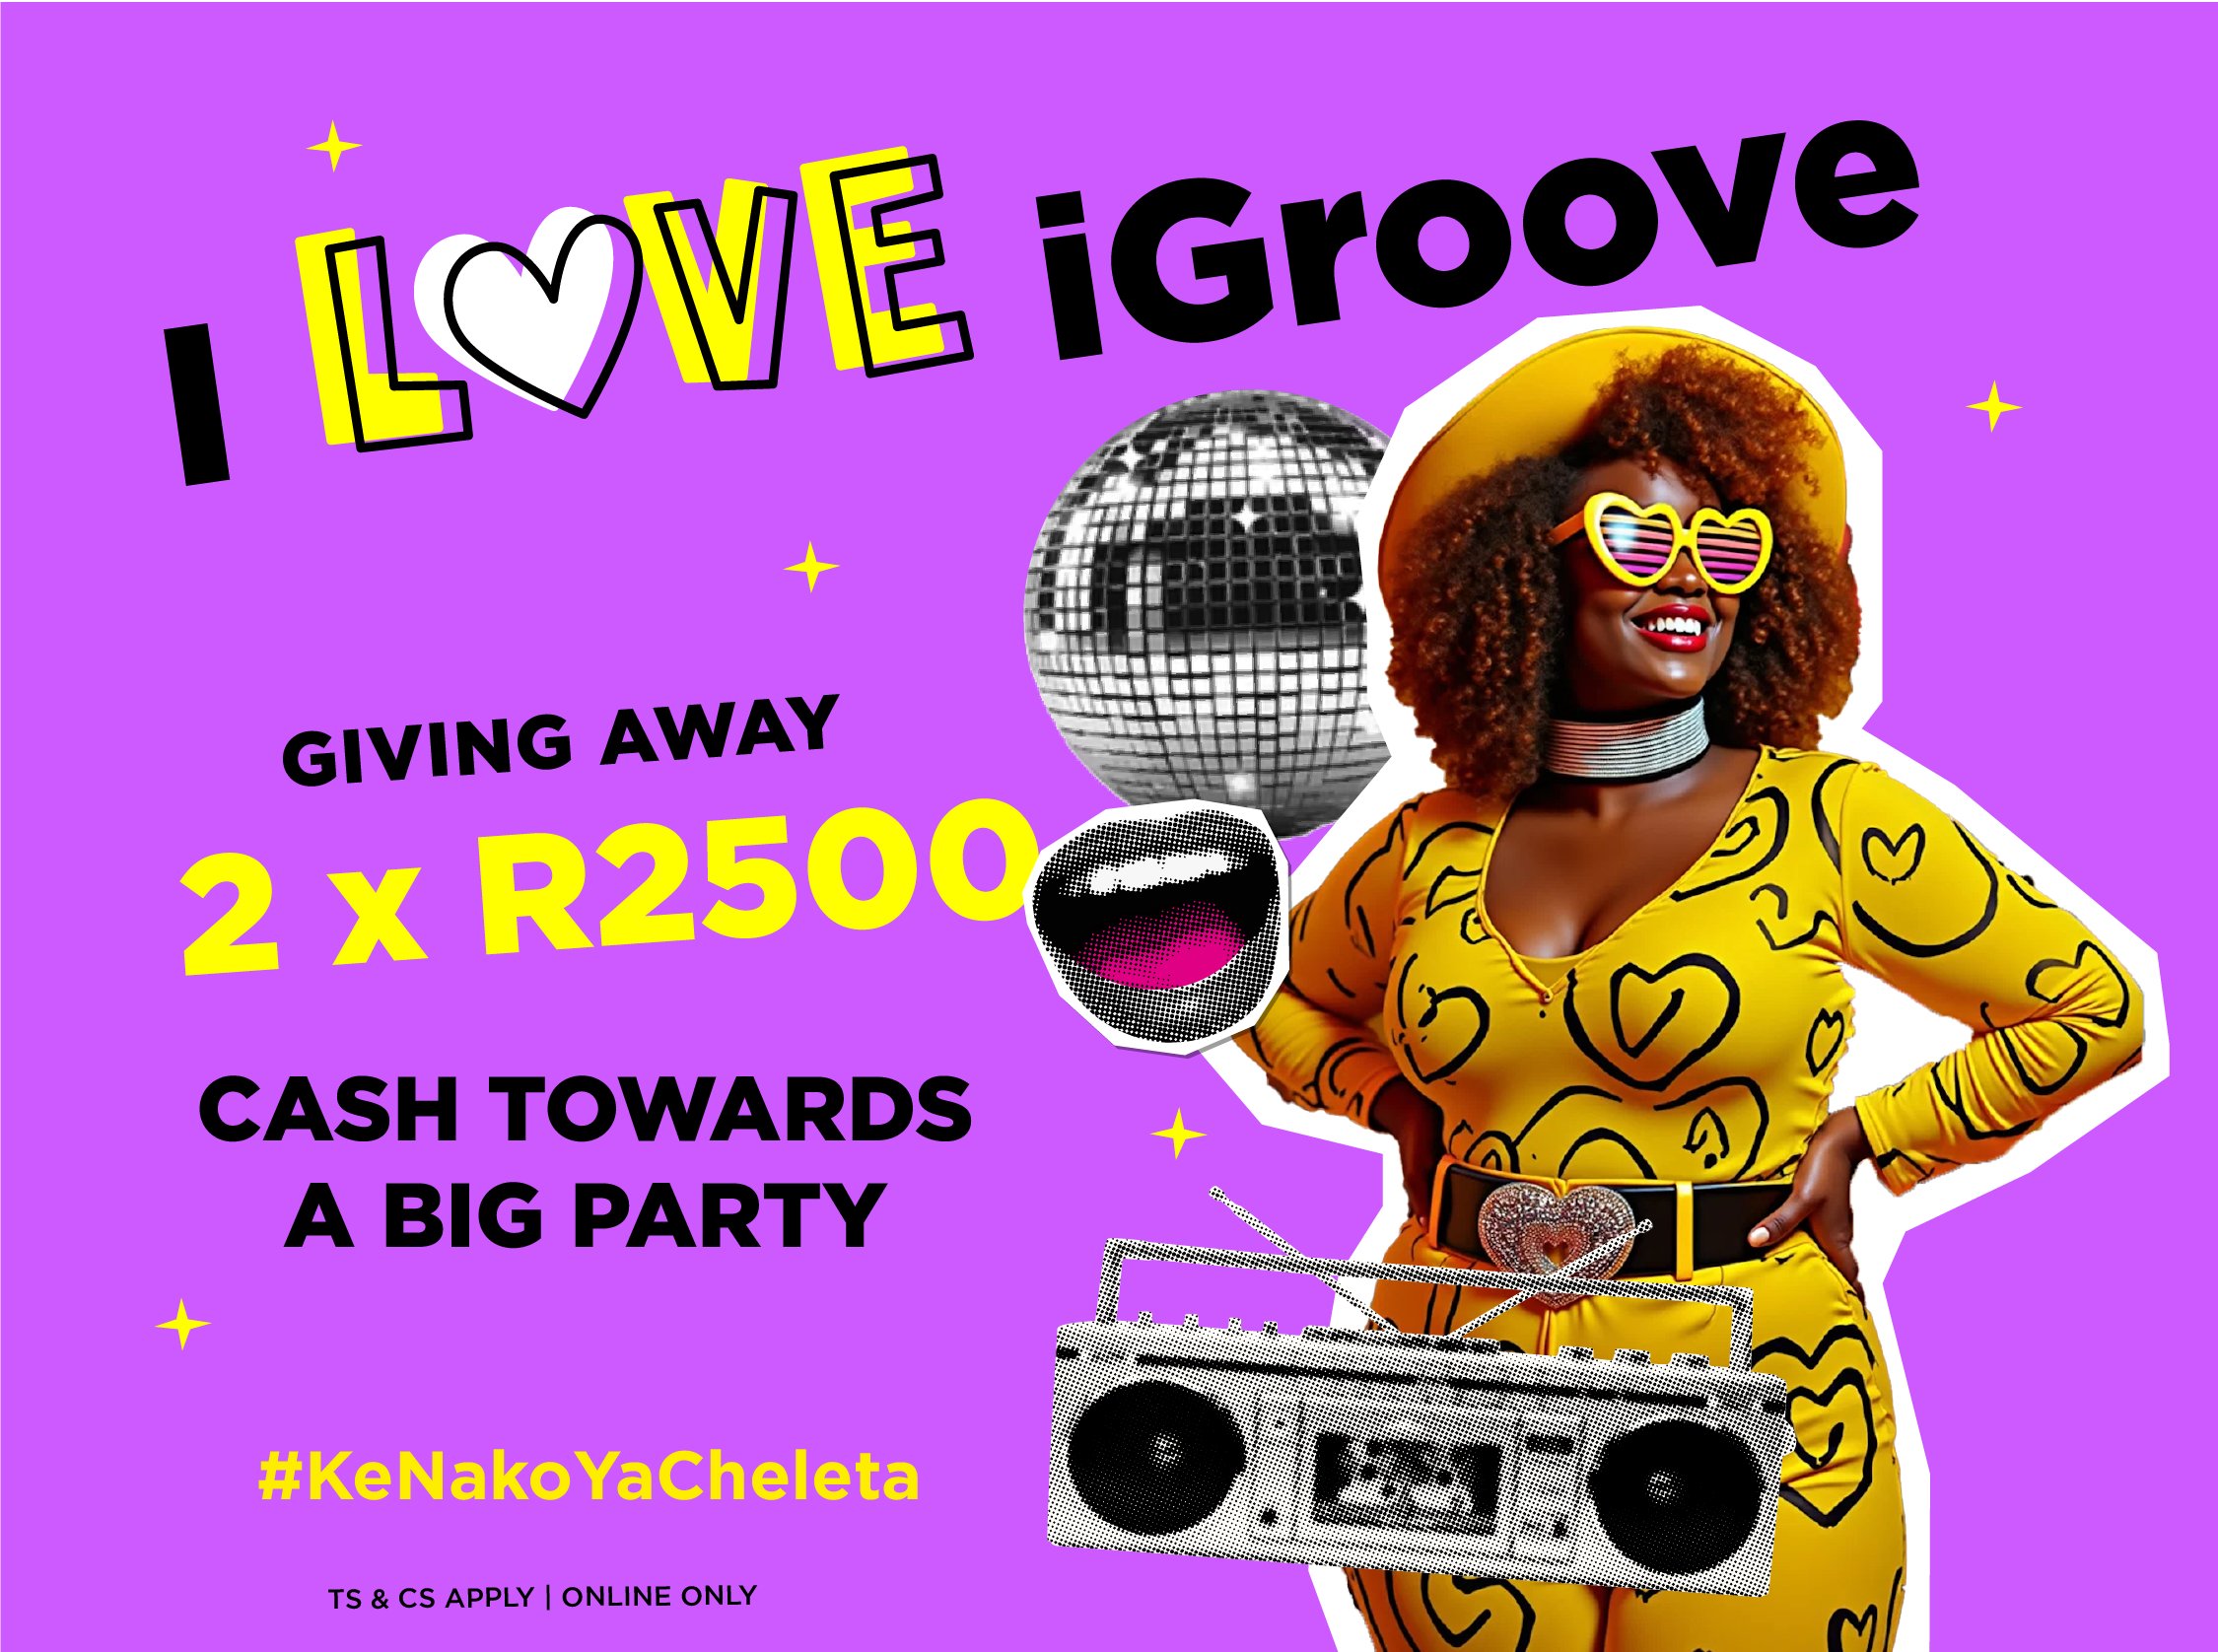 I LOVE iGroove
GIVING AWAY
2 x R2500
CASH TOWARDS
A BIG PARTY
#KeNakoYaCheleta
TS & CS APPLY | ONLINE ONLY